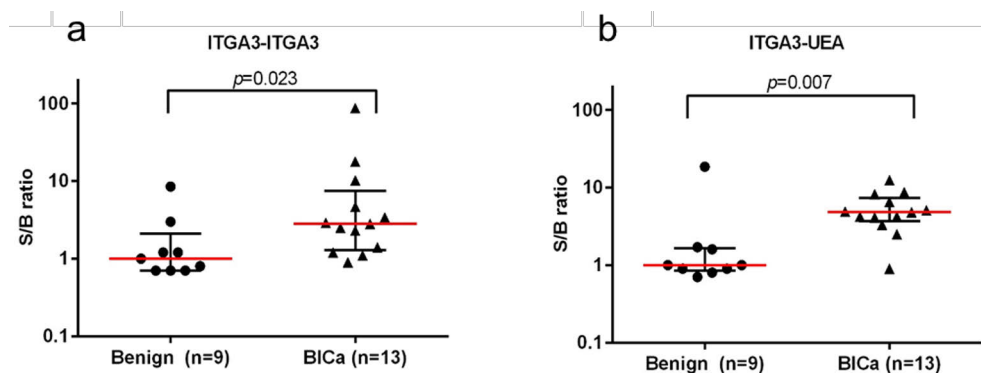 a
ITGA3-ITGA3
p=0.023
S/B ratio
100
10
1
0.1
Benign (n=9)
BlCa (n=13)
b
ITGA3-UEA
p=0.007
S/B ratio
100
10
1
0.1
Benign (n=9)
BlCa (n=13)